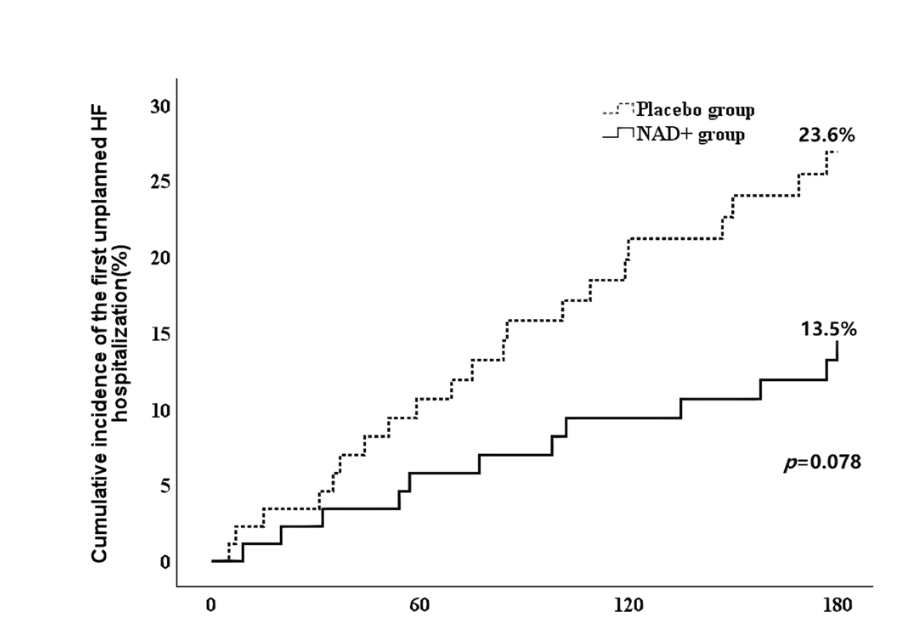 Cumulative incidence of the first unplanned HF
hospitalization(%)
30
25
20
15
10
5
0
Placebo group
NAD+ group
23.6%
13.5%
p=0.078
0 60 120 180